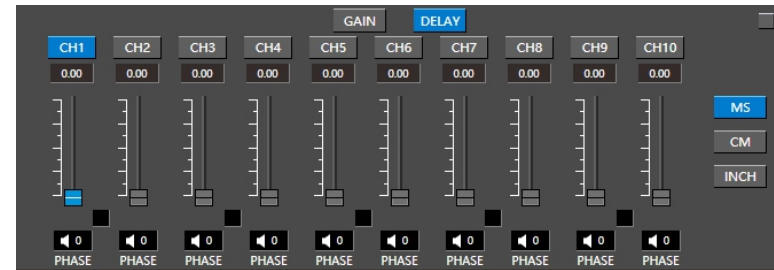 GAIN DELAY
CH1 CH2 CH3 CH4 CH5 CH6 CH7 CH8 CH9 CH10
0.00 0.00 0.00 0.00 0.00 0.00 0.00 0.00 0.00 0.00
MS
CM
INCH
0 0 0 0 0 0 0 0 0 0
PHASE PHASE PHASE PHASE PHASE PHASE PHASE PHASE PHASE PHASE